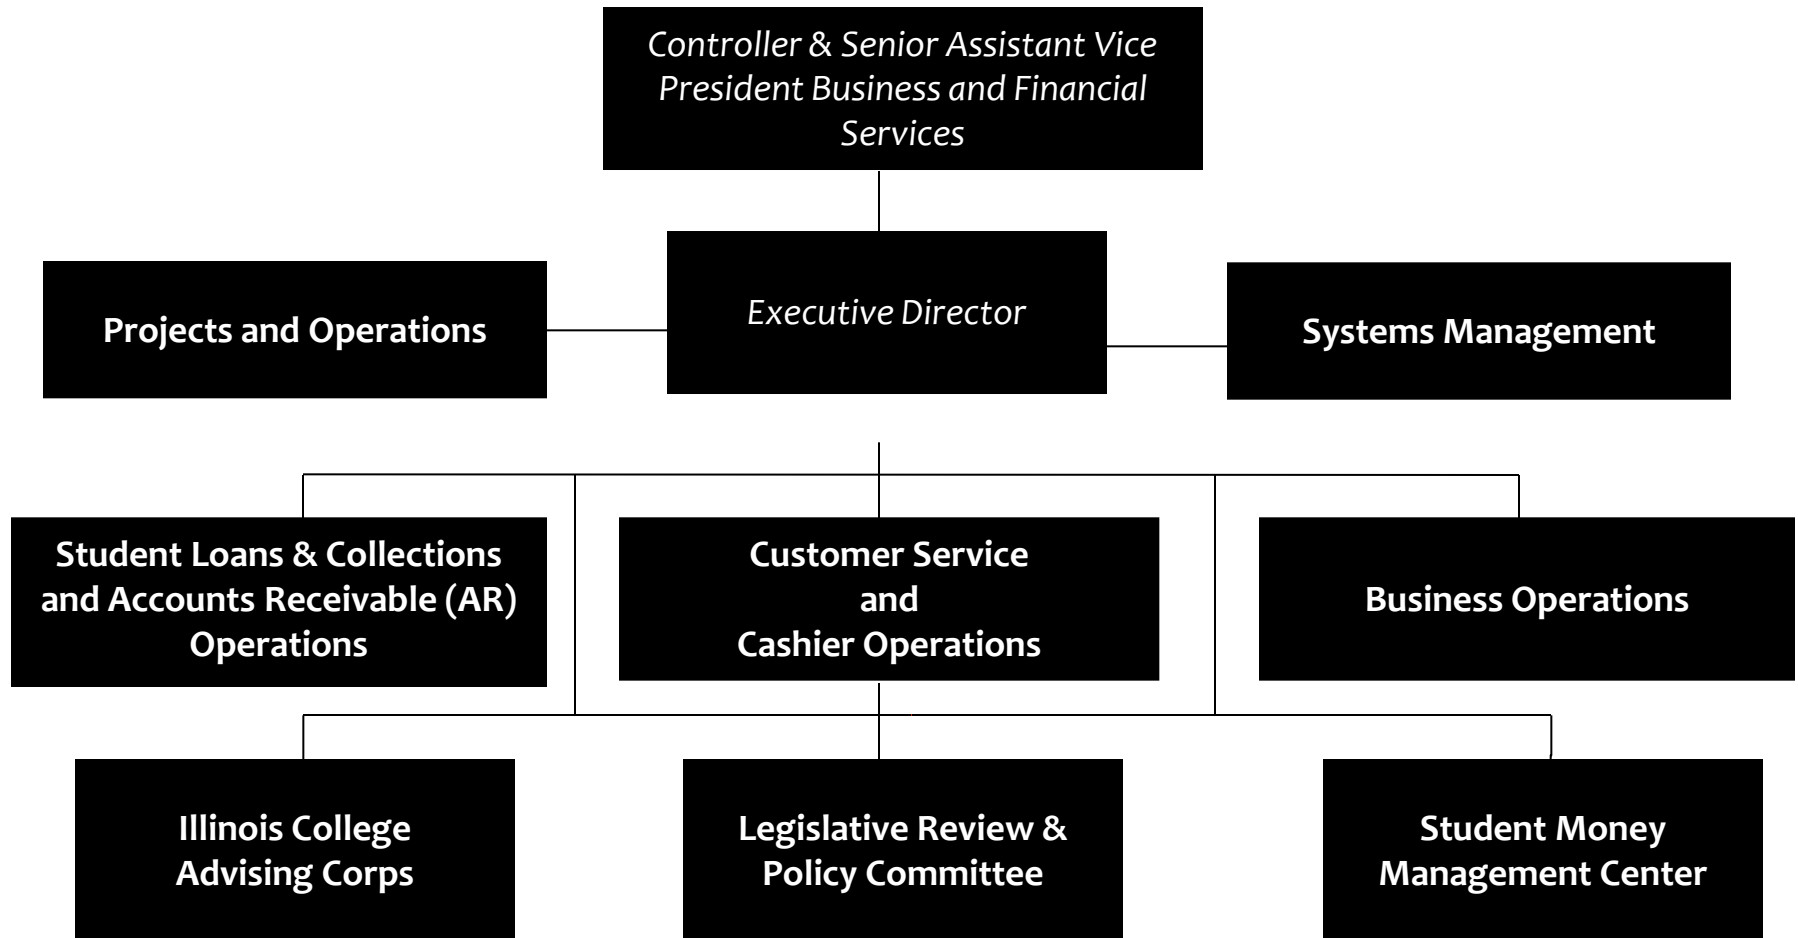 Controller & Senior Assistant Vice
President Business and Financial
Services
Projects and Operations
Executive Director
Systems Management
Student Loans & Collections
and Accounts Receivable (AR)
Operations
Customer Service
and
Cashier Operations
Business Operations
Illinois College
Advising Corps
Legislative Review &
Policy Committee
Student Money
Management Center